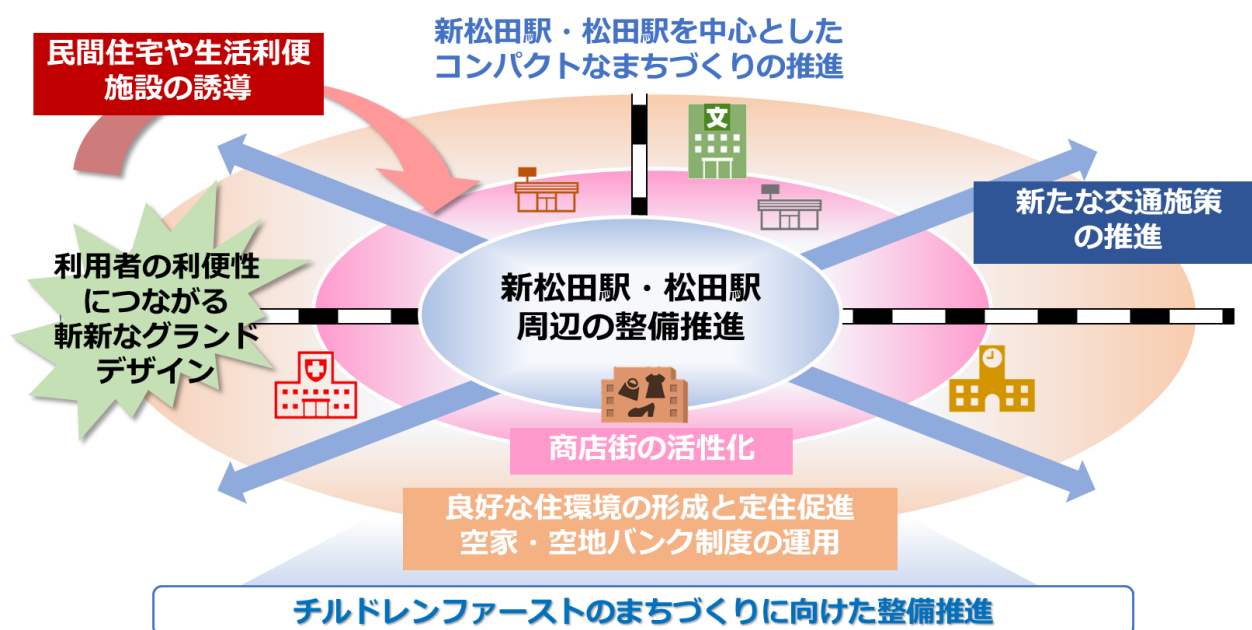 新松田駅・松田駅を中心とした
コンパクトなまちづくりの推進
民間住宅や生活利便
施設の誘導
文
新たな交通施策
の推進
利用者の利便性
につながる
斬新なグランド
デザイン
新松田駅・松田駅
周辺の整備推進
商店街の活性化
良好な住環境の形成と定住促進
空家・空地バンク制度の運用
チルドレンファーストのまちづくりに向けた整備推進